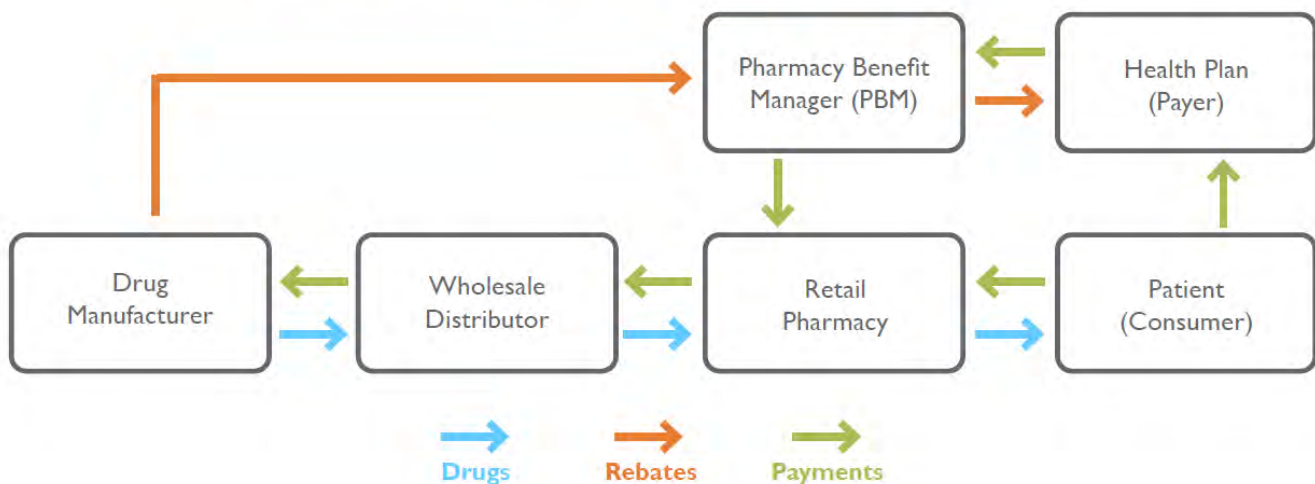 Pharmacy Benefit
Manager (PBM)
Health Plan
(Payer)
Drug
Manufacturer
Wholesale
Distributor
Retail
Pharmacy
Patient
(Consumer)
Drugs
Rebates
Payments